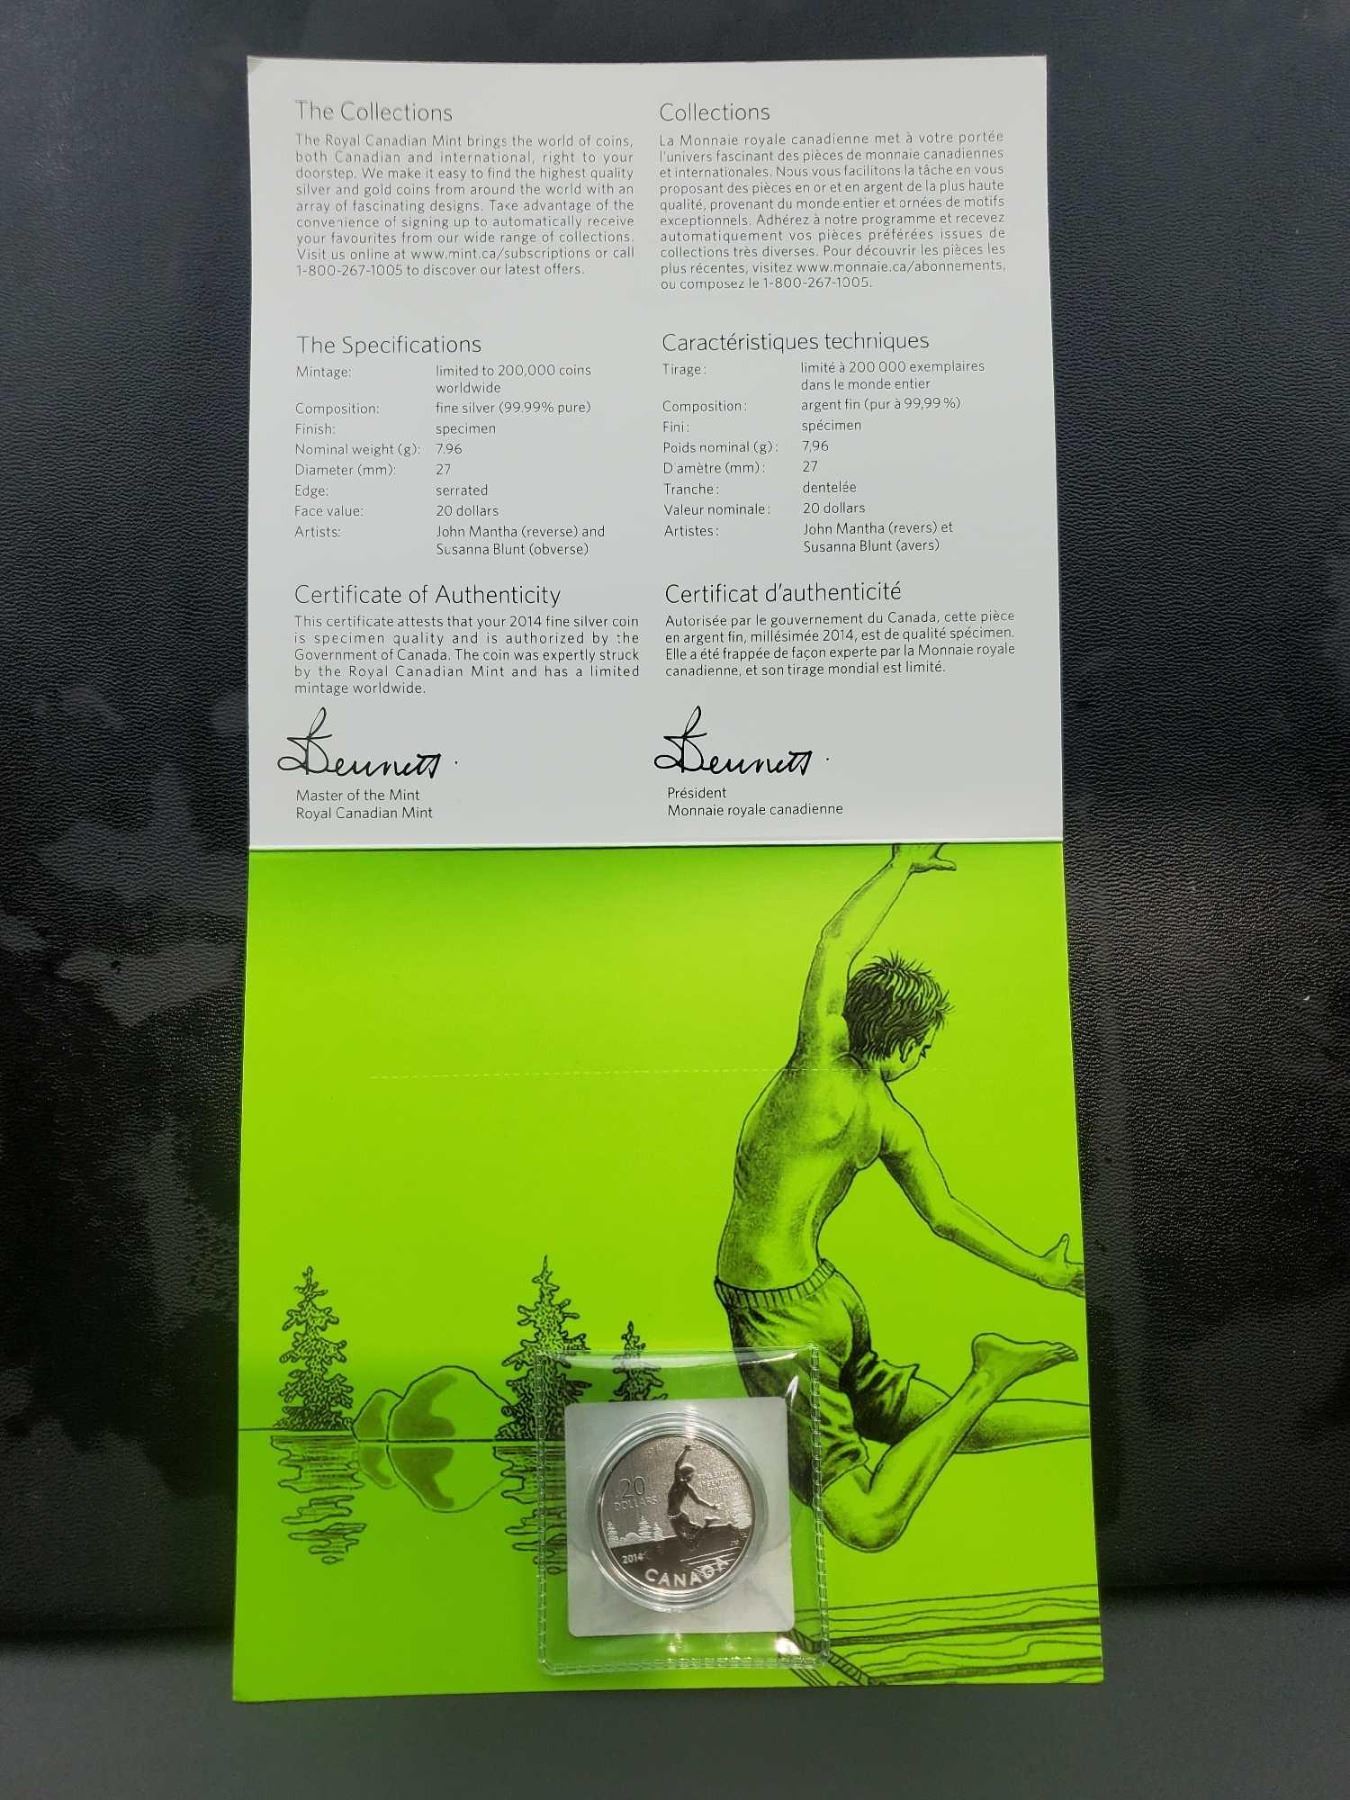 The Collections
The Royal Canadian Mint brings the world of coins,
both Canadian and international, right to your
doorstep. We make it easy to find the highest quality
silver and gold coins from around the world with an
array of fascinating designs. Take advantage of the
convenience of signing up to automatically receive
your favourites from our wide range of collections.
Visit us online at www.mint.ca/subscriptions or call
1-800-267-1005 to discover our latest offers.
Collections
La Monnaie royale canadienne met à votre portée
l'univers fascinant des pièces de monnaie canadiennes
et internationales. Nous vous facilitons la tâche en vous
proposant des pièces en or et en argent de la plus haute
qualité, provenant du monde entier et ornées de motifs
exceptionnels. Adhérez à notre programme et recevez
automatiquement vos pièces préférées issues de
collections très diverses. Pour découvrir les pièces les
plus récentes, visitez www.monnaie.ca/abonnements,
ou composez le 1-800-267-1005.
The Specifications
Mintage: limited to 200,000 coins
worldwide
Composition: fine silver (99.99% pure)
Finish: specimen
Nominal weight (g): 7.96
Diameter (mm): 27
Edge: serrated
Face value: 20 dollars
Artists: John Mantha (reverse) and
Susanna Blunt (obverse)
Caractéristiques techniques
Tirage: limité à 200 000 exemplaires
dans le monde entier
Composition: argent fin (pur à 99,99 %)
Fini: spécimen
Poids nominal (g): 7,96
Diamètre (mm): 27
Tranche: dentelée
Valeur nominale: 20 dollars
Artistes: John Mantha (revers) et
Susanna Blunt (avers)
Certificate of Authenticity
This certificate attests that your 2014 fine silver coin
is specimen quality and is authorized by the
Government of Canada. The coin was expertly struck
by the Royal Canadian Mint and has a limited
mintage worldwide.
Bennett
Master of the Mint
Royal Canadian Mint
Certificat d'authenticité
Autorisée par le gouvernement du Canada, cette pièce
en argent fin, millésimée 2014, est de qualité spécimen.
Elle a été frappée de façon experte par la Monnaie royale
canadienne, et son tirage mondial est limité.
Bennett
Président
Monnaie royale canadienne
20
DOLLARS
2014
CANADA